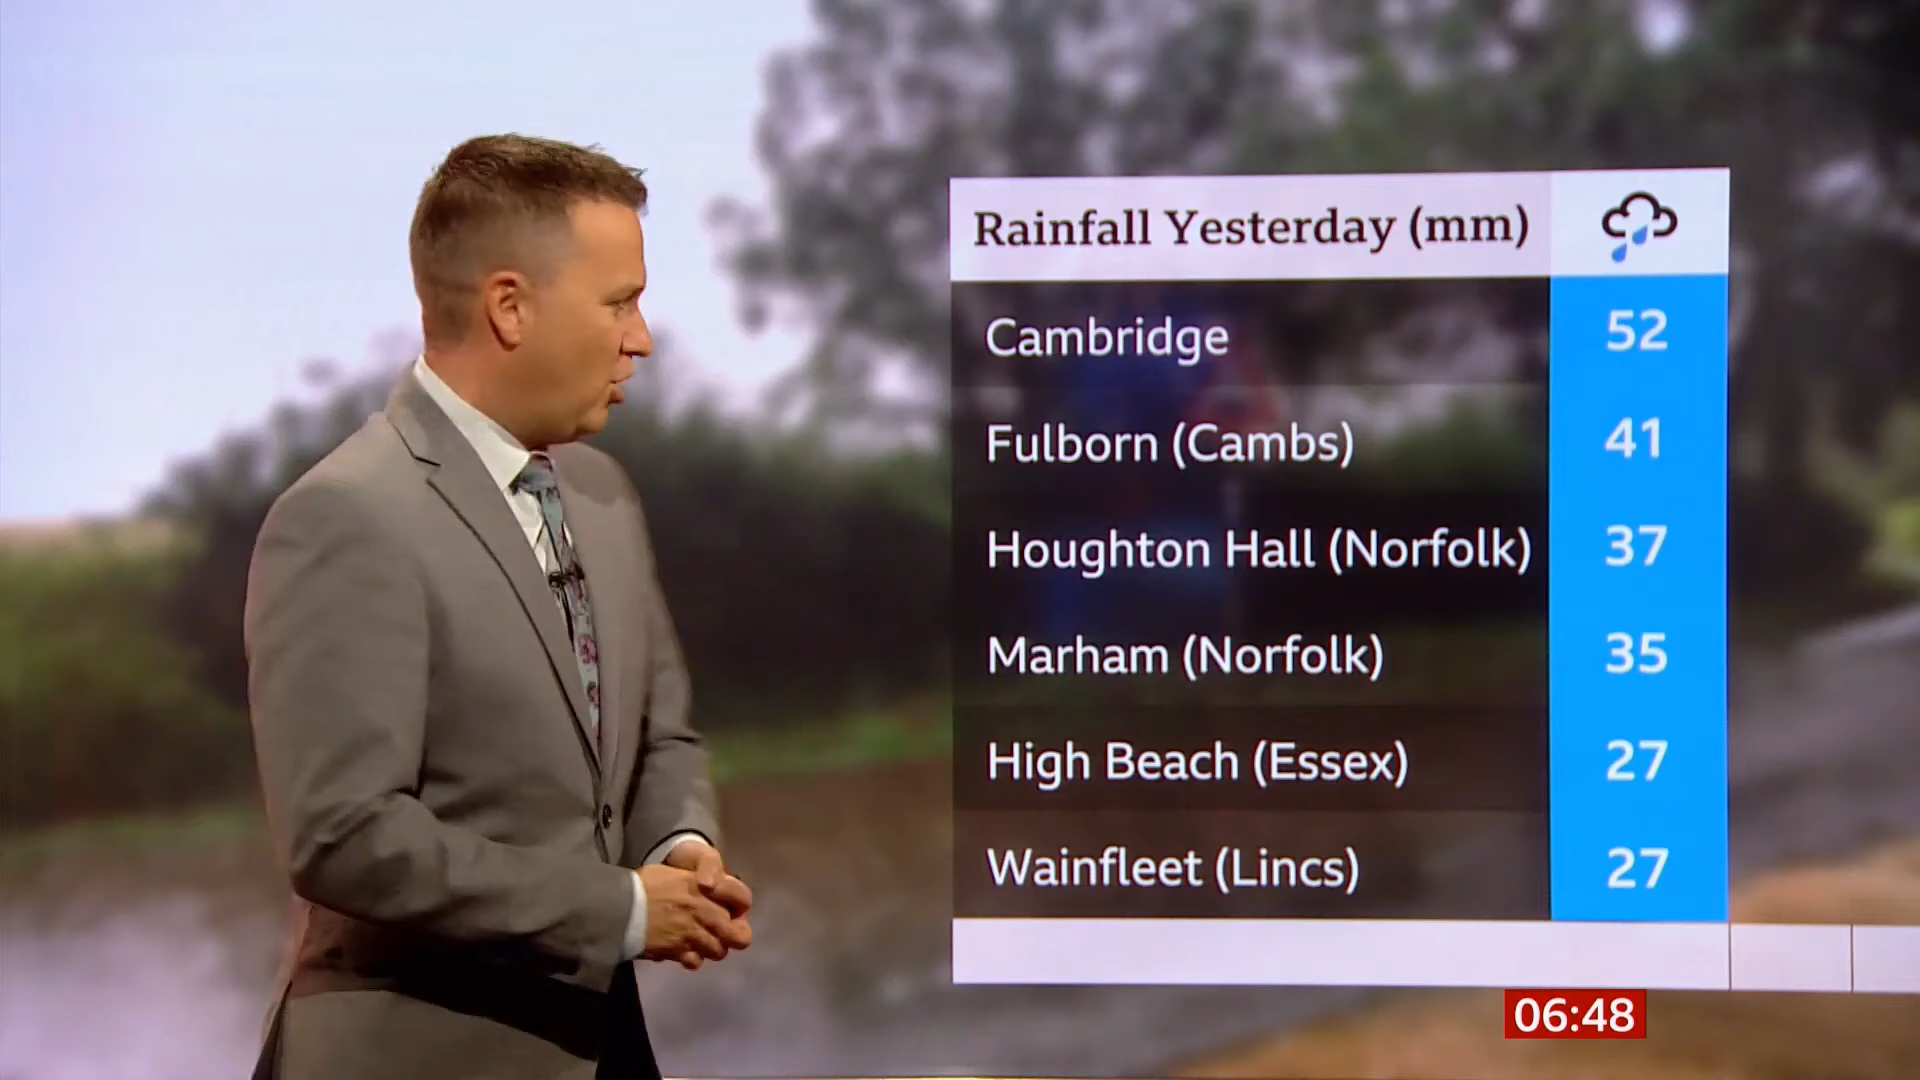 Rainfall Yesterday (mm)
Cambridge 52
Fulborn (Cambs) 41
Houghton Hall (Norfolk) 37
Marham (Norfolk) 35
High Beach (Essex) 27
Wainfleet (Lincs) 27
06:48